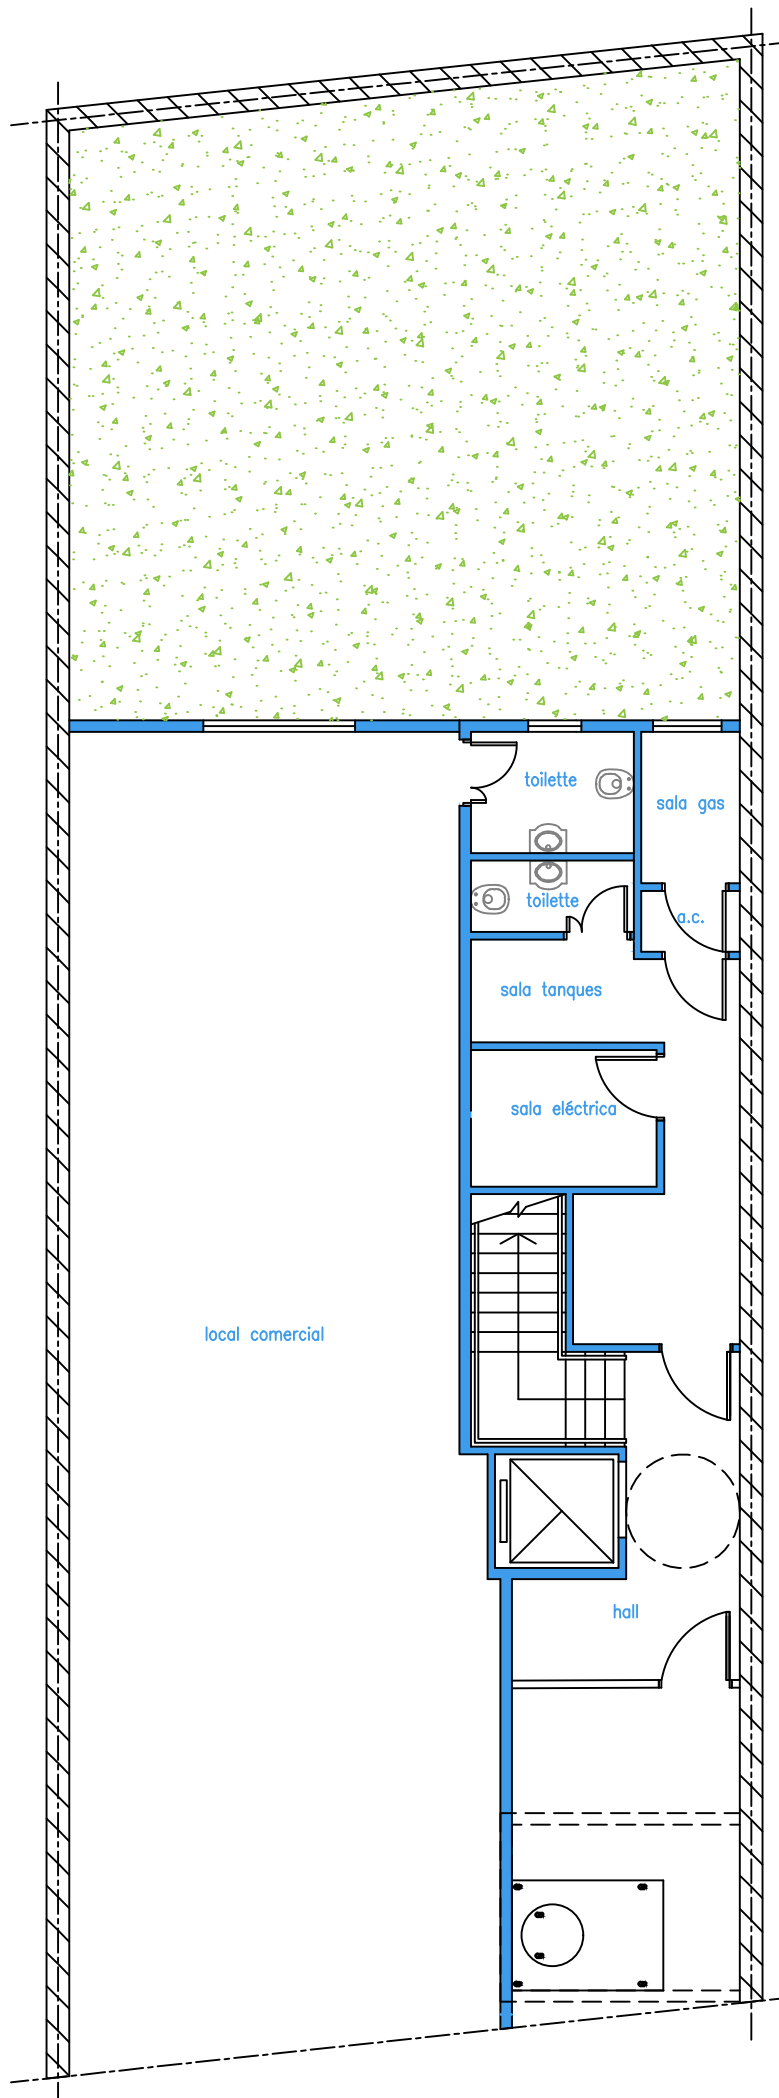 toilette
sala gas
toilette
a.c.
sala tanques
sala eléctrica
local comercial
hall